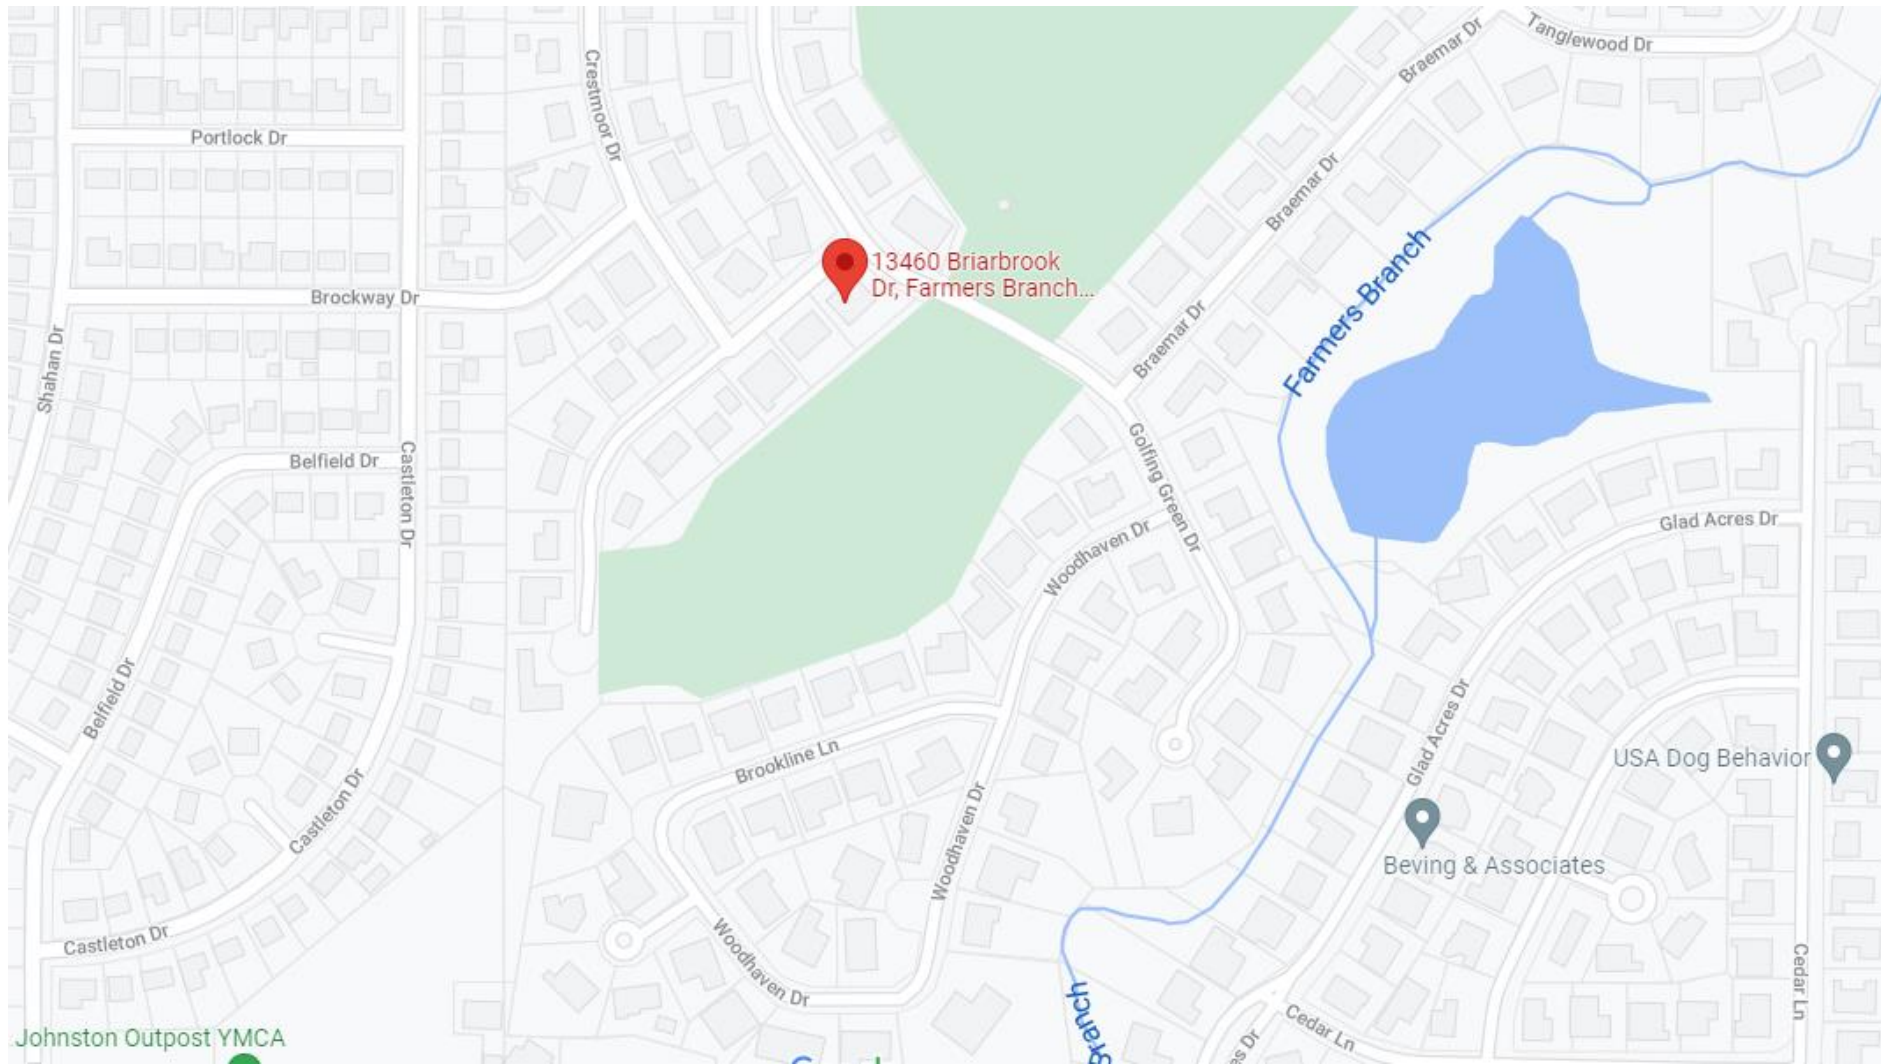 Tanglewood Dr
Braemar Dr
Crestmoor Dr
Portlock Dr
Braemar Dr
13460 Briarbrook
Dr, Farmers Branch...
Farmers Branch
Brockway Dr
Braemar Dr
Shahan Dr
Belfield Dr
Castleton Dr
Golfing Green Dr
Glad Acres Dr
Woodhaven Dr
Belfield Dr
Glad Acres Dr
Brookline Ln
USA Dog Behavior
Castleton Dr
Woodhaven Dr
Beving & Associates
Castleton Dr
Woodhaven Dr
Cedar Ln
Branch
Cedar Ln
Johnston Outpost YMCA
es Dr